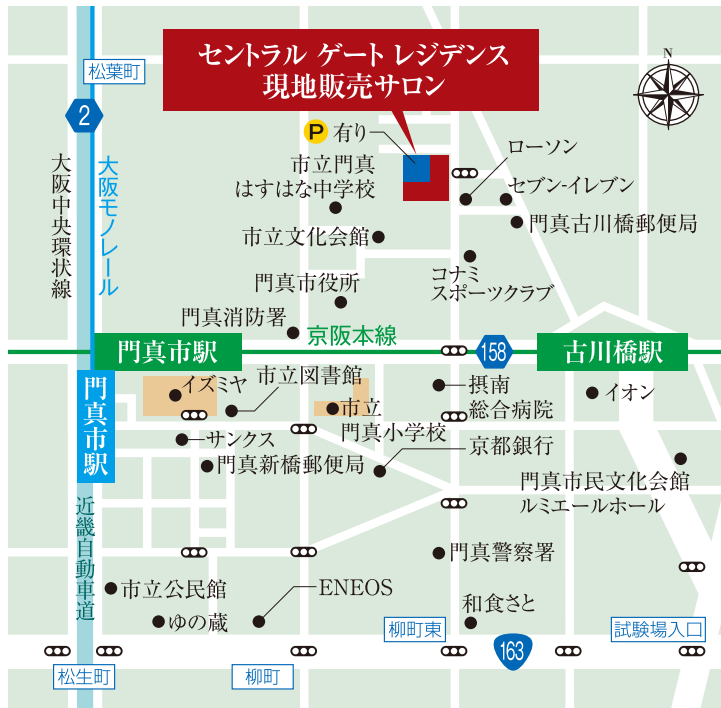 セントラル ゲート レジデンス
現地販売サロン
N
松葉町
2
P 有り
ローソン
市立門真
はすはな中学校
セブン-イレブン
門真古川橋郵便局
大阪中央環状線
大阪モノレール
市立文化会館
コナミ
スポーツクラブ
門真市役所
門真消防署
京阪本線
門真市駅
158
古川橋駅
門真市駅
イズミヤ
市立図書館
摂南
総合病院
イオン
市立
門真小学校
サンクス
京都銀行
門真新橋郵便局
門真市民文化会館
ルミエールホール
近畿自動車道
門真警察署
市立公民館
ENEOS
和食さと
ゆの蔵
柳町東
試験場入口
163
松生町
柳町